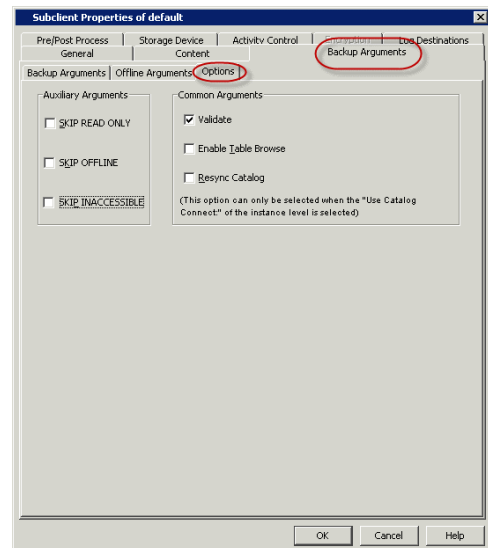 Subclient Properties of default
Pre/Post Process Storage Device Activity Control Encryption Log Destinations
General Content Backup Arguments
Backup Arguments Offline Arguments Options
Auxiliary Arguments
SKIP READ ONLY
SKIP OFFLINE
SKIP INACCESSIBLE
Common Arguments
Validate
Enable Table Browse
Resync Catalog
(This option can only be selected when the "Use Catalog
Connect:" of the instance level is selected)
OK Cancel Help